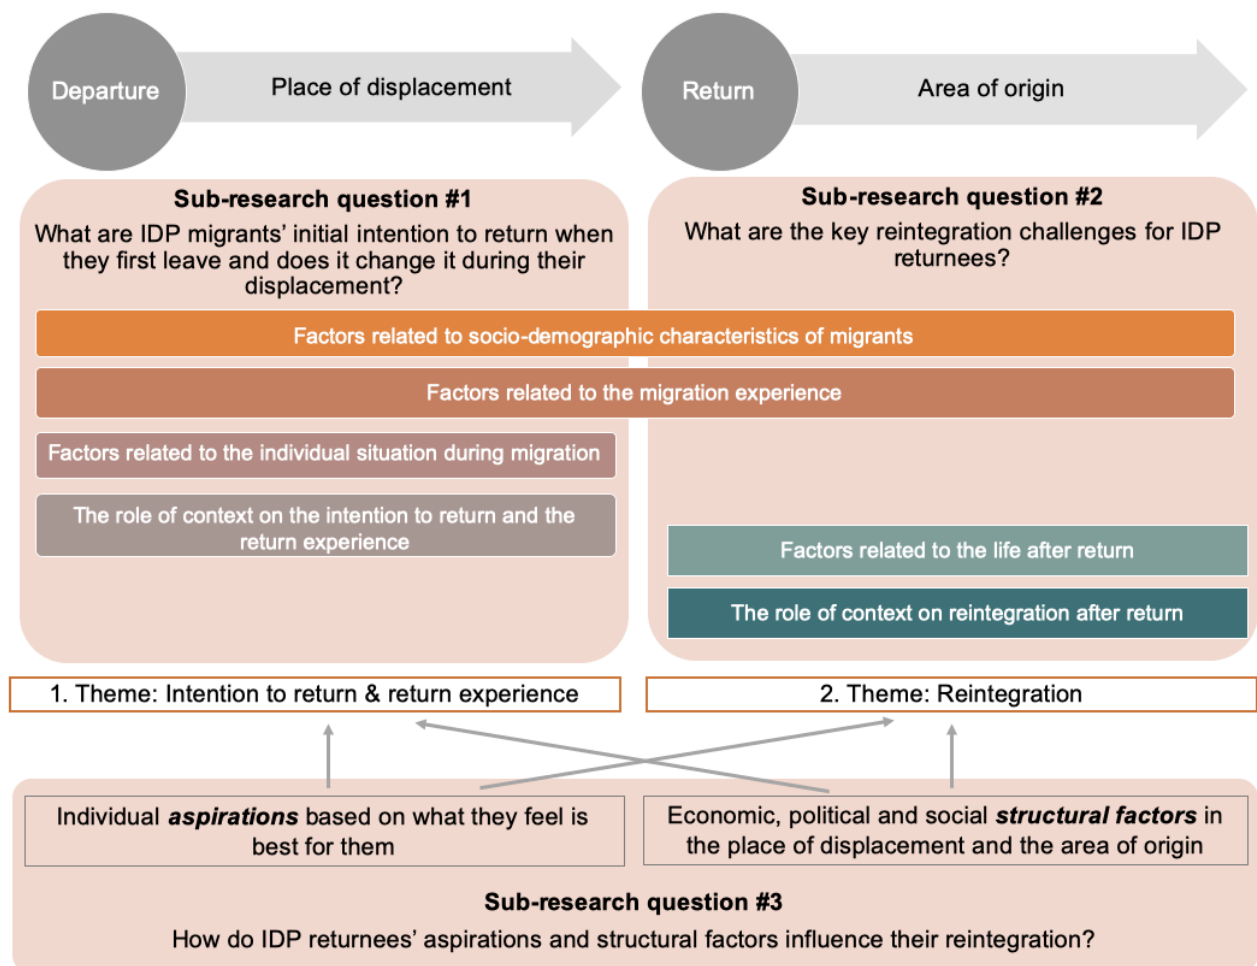 Departure
Place of displacement
Return
Area of origin
Sub-research question #1
What are IDP migrants' initial intention to return when
they first leave and does it change it during their
displacement?
Sub-research question #2
What are the key reintegration challenges for IDP
returnees?
Factors related to socio-demographic characteristics of migrants
Factors related to the migration experience
Factors related to the individual situation during migration
The role of context on the intention to return and the
return experience
Factors related to the life after return
The role of context on reintegration after return
1. Theme: Intention to return & return experience
2. Theme: Reintegration
Individual aspirations based on what they feel is
best for them
Economic, political and social structural factors in
the place of displacement and the area of origin
Sub-research question #3
How do IDP returnees' aspirations and structural factors influence their reintegration?